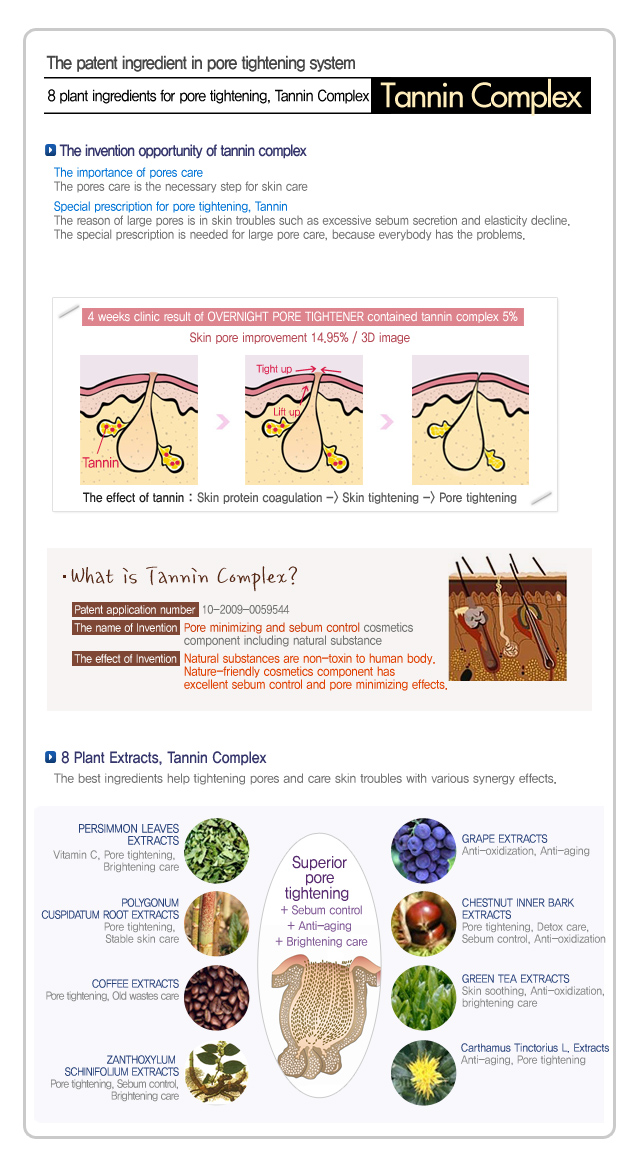 The patent ingredient in pore tightening system
8 plant ingredients for pore tightening, Tannin Complex
Tannin Complex
The invention opportunity of tannin complex
The importance of pores care
The pores care is the necessary step for skin care
Special prescription for pore tightening, Tannin
The reason of large pores is in skin troubles such as excessive sebum secretion and elasticity decline.
The special prescription is needed for large pore care, because everybody has the problems.
4 weeks clinic result of OVERNIGHT PORE TIGHTENER contained tannin complex 5%
Skin pore improvement 14.95% / 3D image
Tannin
Tight up
Lift up
The effect of tannin : Skin protein coagulation -> Skin tightening -> Pore tightening
· What is Tannin Complex?
Patent application number 10-2009-0059544
The name of Invention Pore minimizing and sebum control cosmetics
component including natural substance
The effect of Invention Natural substances are non-toxin to human body.
Nature-friendly cosmetics component has
excellent sebum control and pore minimizing effects.
8 Plant Extracts, Tannin Complex
The best ingredients help tightening pores and care skin troubles with various synergy effects.
PERSIMMON LEAVES
EXTRACTS
Vitamin C, Pore tightening,
Brightening care
POLYGONUM
CUSPIDATUM ROOT EXTRACTS
Pore tightening,
Stable skin care
COFFEE EXTRACTS
Pore tightening, Old wastes care
ZANTHOXYLUM
SCHINIFOLIUM EXTRACTS
Pore tightening, Sebum control,
Brightening care
Superior
pore
tightening
+ Sebum control
+ Anti-aging
+ Brightening care
GRAPE EXTRACTS
Anti-oxidization, Anti-aging
CHESTNUT INNER BARK
EXTRACTS
Pore tightening, Detox care,
Sebum control, Anti-oxidization
GREEN TEA EXTRACTS
Skin soothing, Anti-oxidization,
brightening care
Carthamus Tinctorius L. Extracts
Anti-aging, Pore tightening